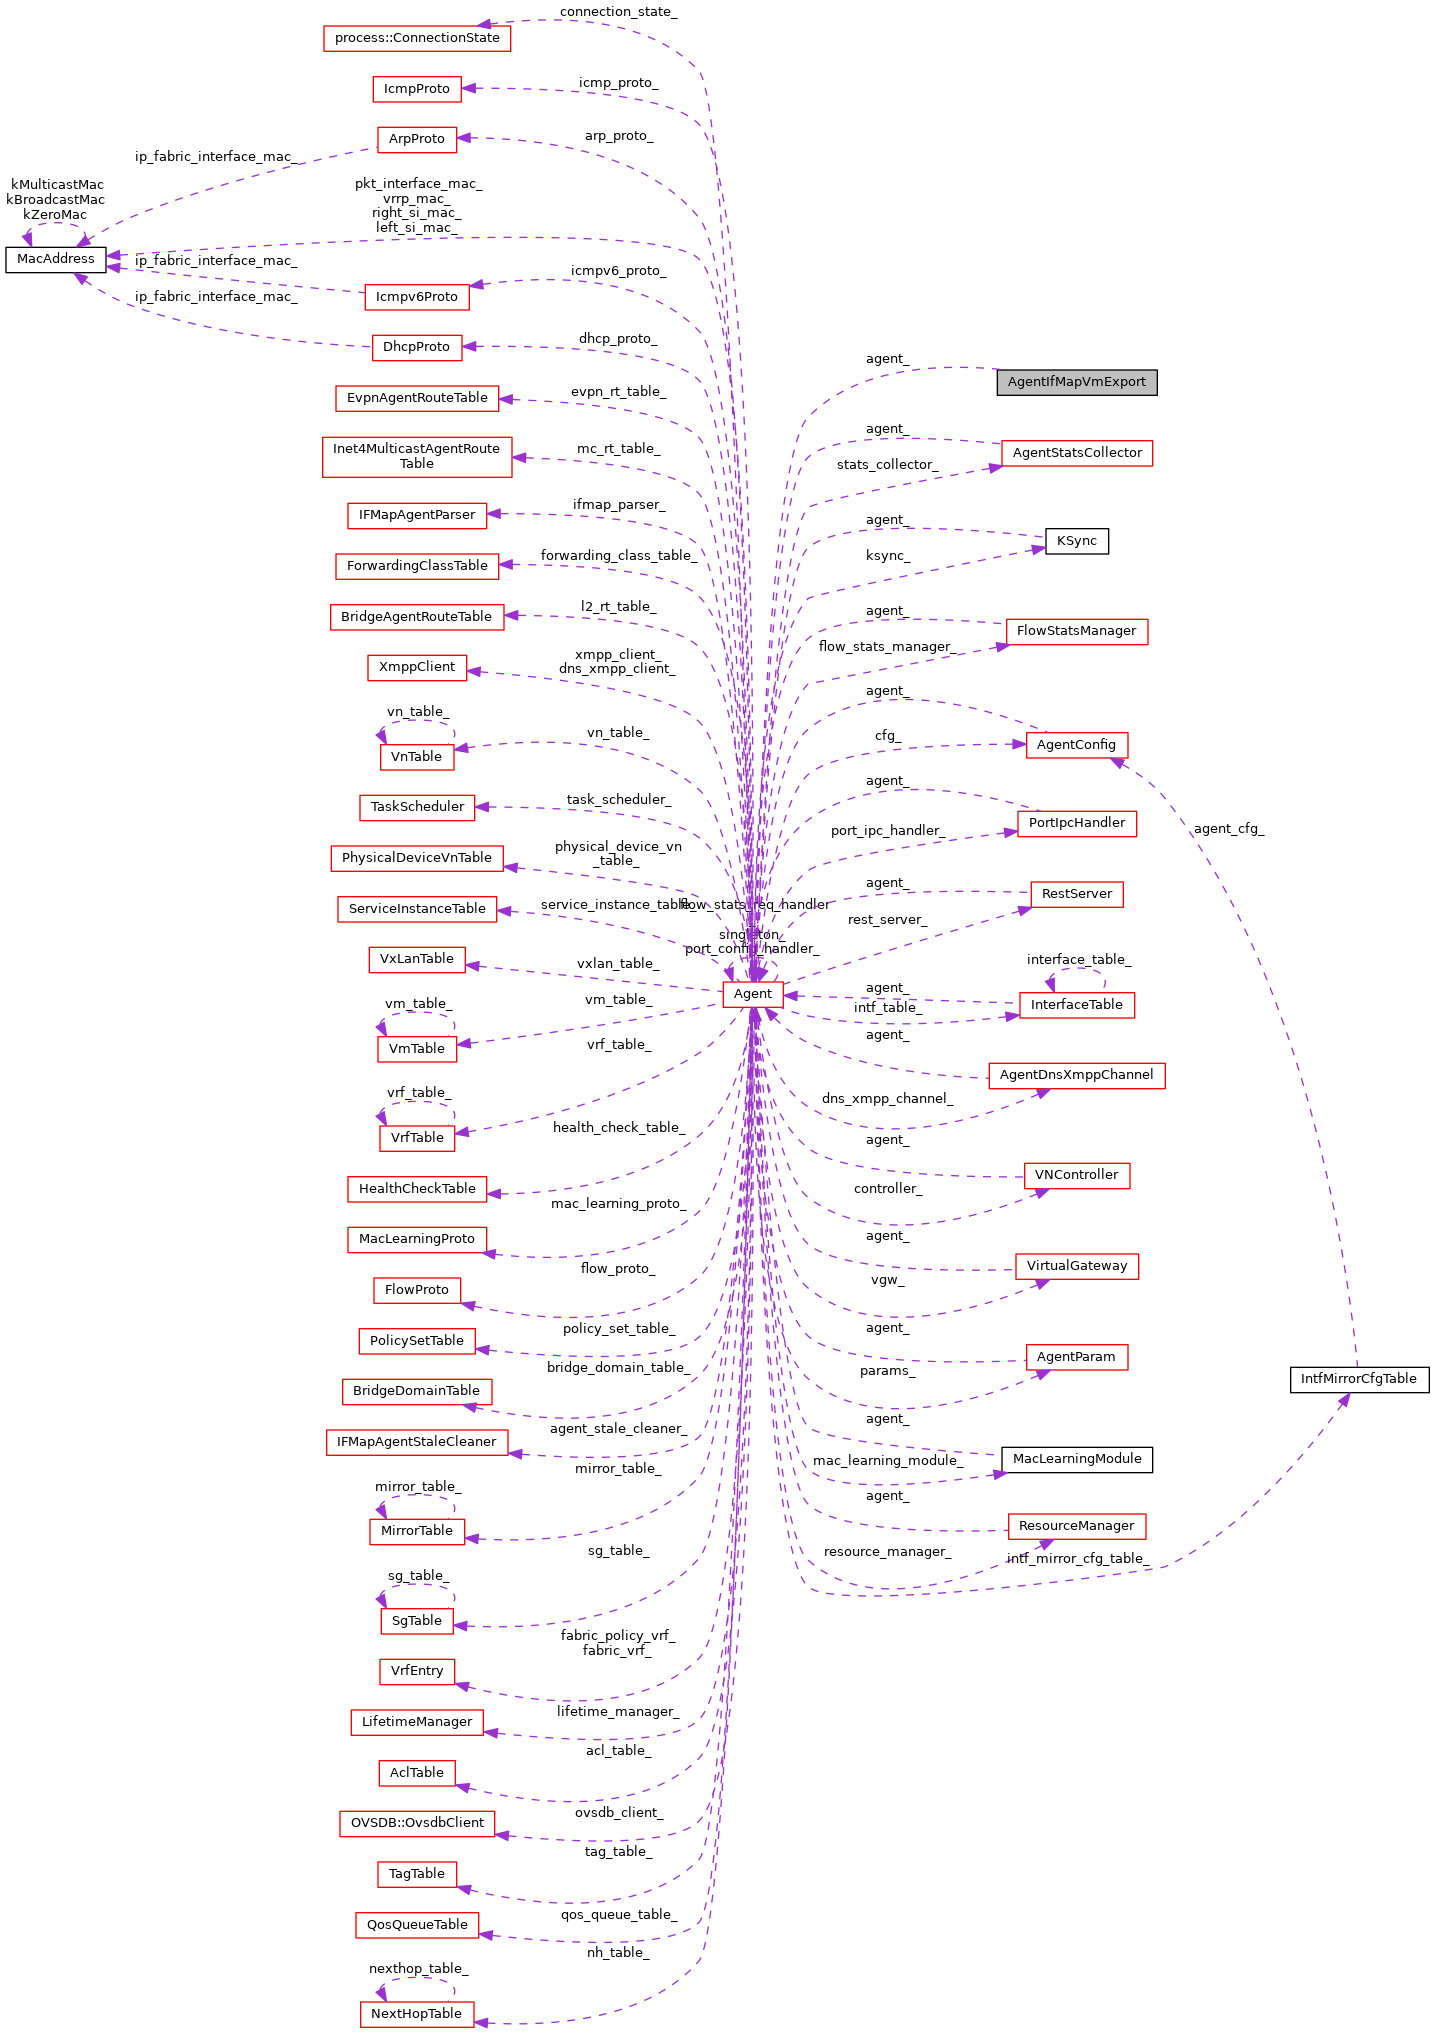 connection_state_
process::ConnectionState
icmp_proto_
IcmpProto
arp_proto_
ArpProto
ip_fabric_interface_mac_
kMulticastMac
kBroadcastMac
kZeroMac
pkt_interface_mac_
vrrp_mac_
right_si_mac_
left_si_mac_
MacAddress
ip_fabric_interface_mac_
icmpv6_proto_
Icmpv6Proto
ip_fabric_interface_mac_
dhcp_proto_
DhcpProto
evpn_rt_table_
EvpnAgentRouteTable
mc_rt_table_
Inet4MulticastAgentRoute
Table
ifmap_parser_
IFMapAgentParser
forwarding_class_table_
ForwardingClassTable
l2_rt_table_
BridgeAgentRouteTable
xmpp_client_
dns_xmpp_client_
XmppClient
vn_table_
vn_table_
VnTable
task_scheduler_
TaskScheduler
physical_device_vn
_table_
PhysicalDeviceVnTable
service_instance_table_
ServiceInstanceTable
flow_stats_req_handler
_
singleton_
port_config_handler_
Agent
vxlan_table_
VxLanTable
vm_table_
vm_table_
VmTable
vrf_table_
vrf_table_
VrfTable
health_check_table_
HealthCheckTable
mac_learning_proto_
MacLearningProto
flow_proto_
FlowProto
policy_set_table_
PolicySetTable
bridge_domain_table_
BridgeDomainTable
agent_stale_cleaner_
IFMapAgentStaleCleaner
mirror_table_
mirror_table_
MirrorTable
sg_table_
sg_table_
SgTable
fabric_policy_vrf_
fabric_vrf_
VrfEntry
lifetime_manager_
LifetimeManager
acl_table_
AclTable
ovsdb_client_
OVSDB::OvsdbClient
tag_table_
TagTable
qos_queue_table_
QosQueueTable
nh_table_
nexthop_table_
NextHopTable
agent_
AgentIfMapVmExport
agent_
AgentStatsCollector
stats_collector_
agent_
KSync
ksync_
agent_
FlowStatsManager
flow_stats_manager_
agent_
cfg_
AgentConfig
agent_
PortIpcHandler
port_ipc_handler_
agent_cfg_
agent_
RestServer
rest_server_
interface_table_
agent_
InterfaceTable
intf_table_
agent_
AgentDnsXmppChannel
dns_xmpp_channel_
agent_
VNController
controller_
agent_
VirtualGateway
vgw_
agent_
AgentParam
params_
IntfMirrorCfgTable
agent_
MacLearningModule
mac_learning_module_
agent_
ResourceManager
resource_manager_
intf_mirror_cfg_table_